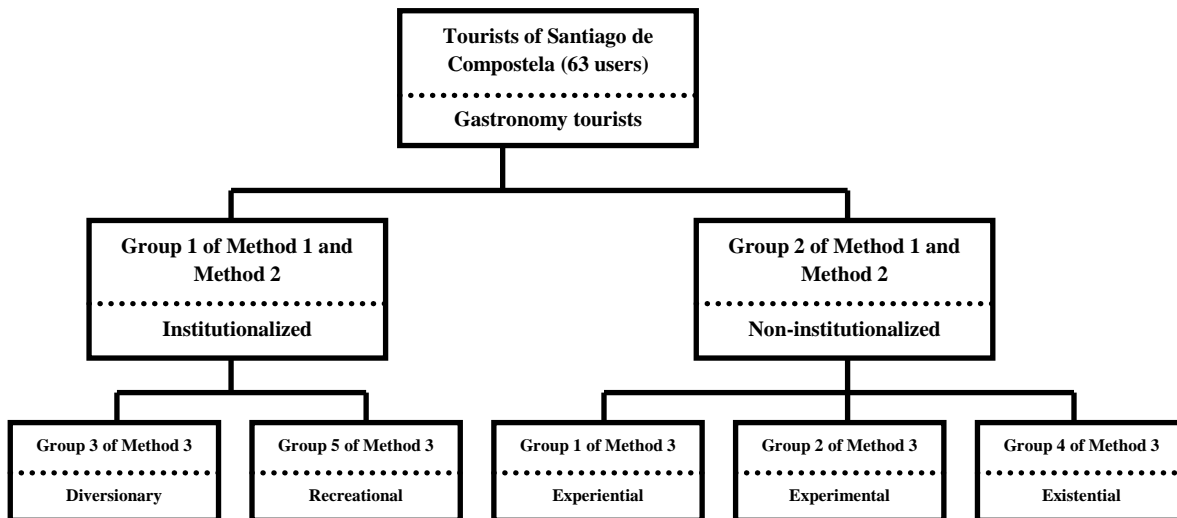 Tourists of Santiago de
Compostela (63 users)
Gastronomy tourists
Group 1 of Method 1 and
Method 2
Institutionalized
Group 2 of Method 1 and
Method 2
Non-institutionalized
Group 3 of Method 3
Diversionary
Group 5 of Method 3
Recreational
Group 1 of Method 3
Experiential
Group 2 of Method 3
Experimental
Group 4 of Method 3
Existential